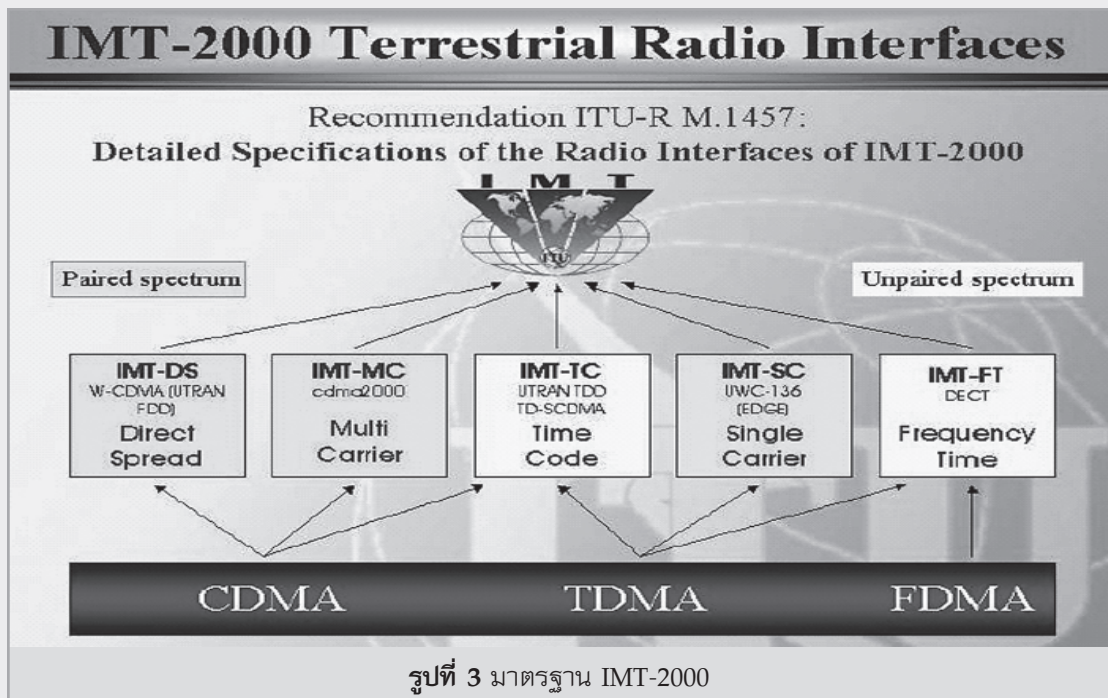 IMT-2000 Terrestrial Radio Interfaces
Recommendation ITU-R M.1457:
Detailed Specifications of the Radio Interfaces of IMT-2000
I M T
ITU
Paired spectrum
Unpaired spectrum
IMT-DS
W-CDMA (UTRAN
FDD)
Direct
Spread
IMT-MC
cdma2000
Multi
Carrier
IMT-TC
UTRAN TDD
TD-SCDMA
Time
Code
IMT-SC
UWC-136
(EDGE)
Single
Carrier
IMT-FT
DECT
Frequency
Time
CDMA
TDMA
FDMA
รูปที่ 3 มาตรฐาน IMT-2000